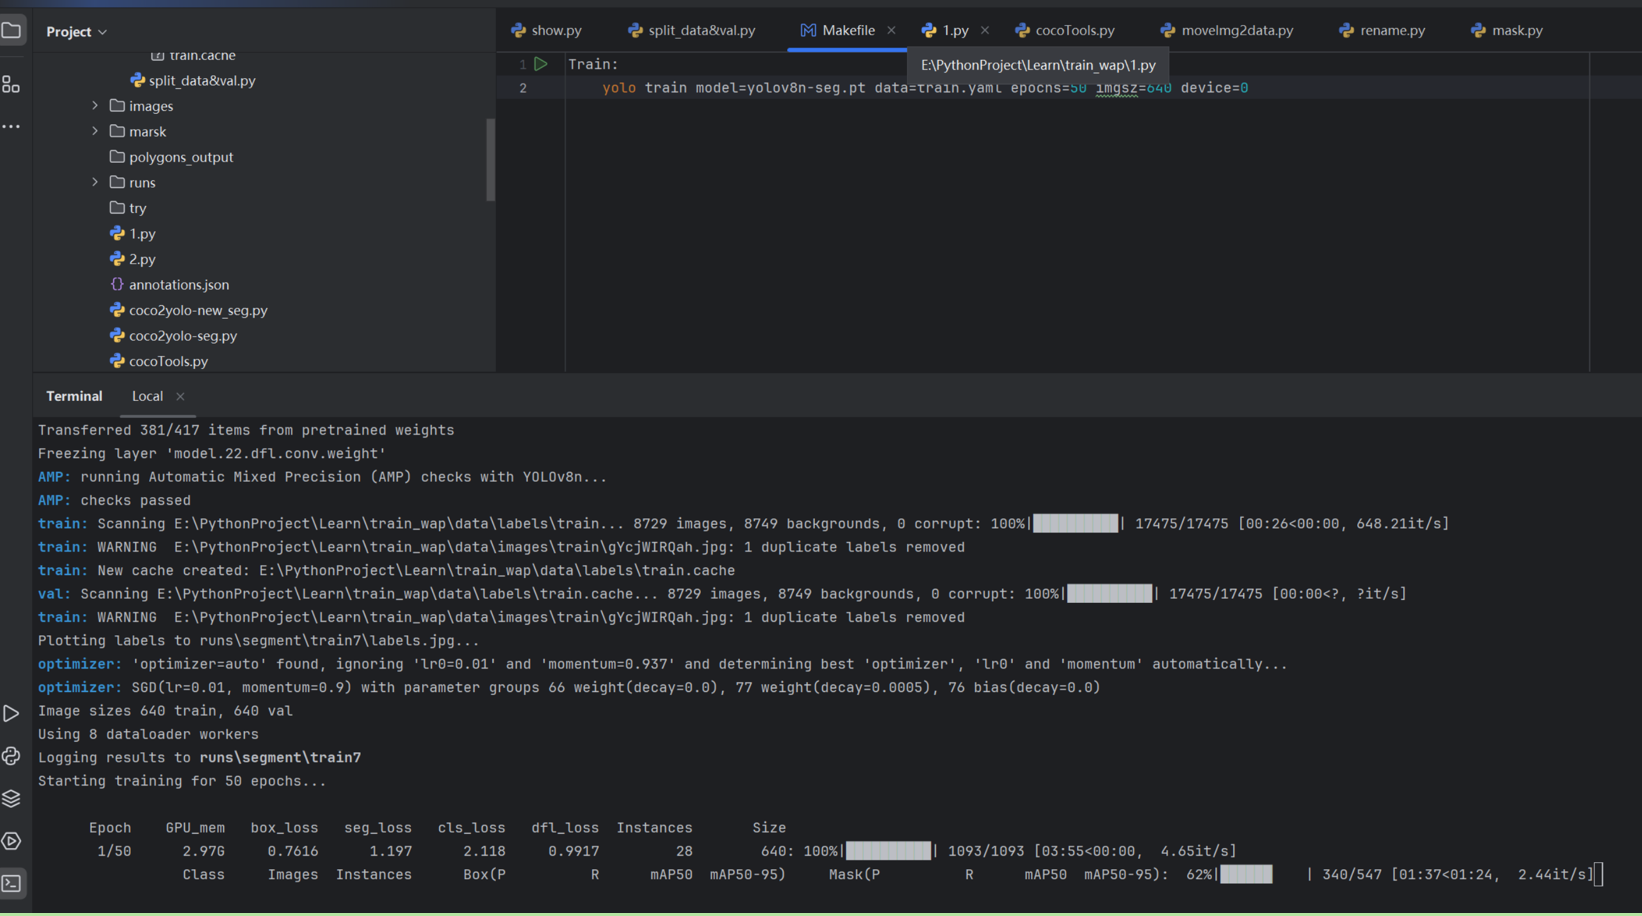 Project
show.py
split_data&val.py
Makefile
1.py
cocoTools.py
moveImg2data.py
rename.py
mask.py
train.cache
split_data&val.py
images
marsk
polygons_output
runs
try
1.py
2.py
annotations.json
coco2yolo-new_seg.py
coco2yolo-seg.py
cocoTools.py
1 Train:
E:\PythonProject\Learn\train_wap\1.py
2 yolo train model=yolov8n-seg.pt data=train.yaml epochs=50 imgsz=640 device=0
Terminal Local
Transferred 381/417 items from pretrained weights
Freezing layer 'model.22.dfl.conv.weight'
AMP: running Automatic Mixed Precision (AMP) checks with YOLOv8n...
AMP: checks passed
train: Scanning E:\PythonProject\Learn\train_wap\data\labels\train... 8729 images, 8749 backgrounds, 0 corrupt: 100%|██████████| 17475/17475 [00:26<00:00, 648.21it/s]
train: WARNING  E:\PythonProject\Learn\train_wap\data\images\train\gYcjWIRQah.jpg: 1 duplicate labels removed
train: New cache created: E:\PythonProject\Learn\train_wap\data\labels\train.cache
val: Scanning E:\PythonProject\Learn\train_wap\data\labels\train.cache... 8729 images, 8749 backgrounds, 0 corrupt: 100%|██████████| 17475/17475 [00:00<?, ?it/s]
train: WARNING  E:\PythonProject\Learn\train_wap\data\images\train\gYcjWIRQah.jpg: 1 duplicate labels removed
Plotting labels to runs\segment\train7\labels.jpg...
optimizer: 'optimizer=auto' found, ignoring 'lr0=0.01' and 'momentum=0.937' and determining best 'optimizer', 'lr0' and 'momentum' automatically...
optimizer: SGD(lr=0.01, momentum=0.9) with parameter groups 66 weight(decay=0.0), 77 weight(decay=0.0005), 76 bias(decay=0.0)
Image sizes 640 train, 640 val
Using 8 dataloader workers
Logging results to runs\segment\train7
Starting training for 50 epochs...
Epoch GPU_mem box_loss seg_loss cls_loss dfl_loss Instances Size
1/50 2.97G 0.7616 1.197 2.118 0.9917 28 640: 100%|██████████| 1093/1093 [03:55<00:00, 4.65it/s]
Class Images Instances Box(P R mAP50 mAP50-95) Mask(P R mAP50 mAP50-95): 62%|██████    | 340/547 [01:37<01:24, 2.44it/s]